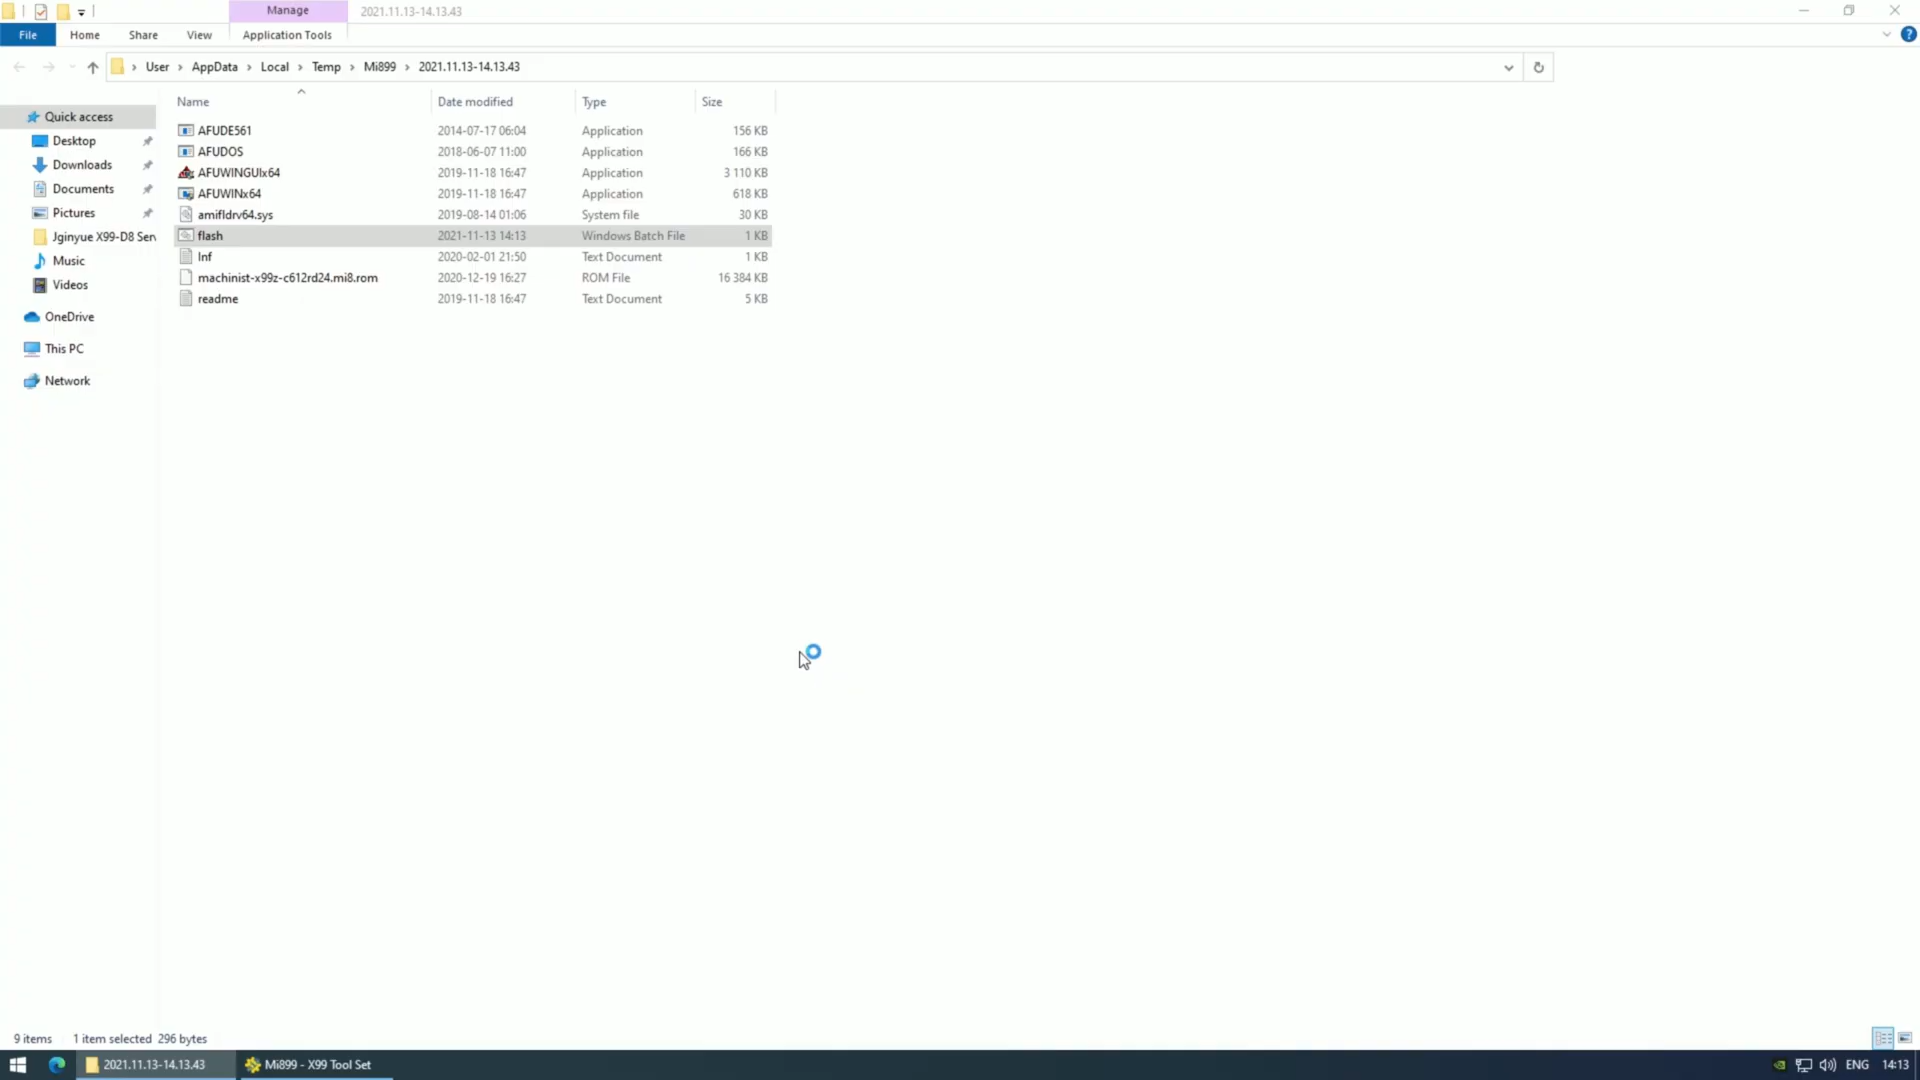 Manage
2021.11.13-14.13.43
File
Home
Share
View
Application Tools
?
User > AppData > Local > Temp > Mi899 > 2021.11.13-14.13.43
Name
Date modified
Type
Size
Quick access
Desktop
Downloads
Documents
Pictures
Jginyue X99-D8 Serv
Music
Videos
OneDrive
This PC
Network
AFUDE561 2014-07-17 06:04 Application 156 KB
AFUDOS 2018-06-07 11:00 Application 166 KB
AFUWINGUIx64 2019-11-18 16:47 Application 3 110 KB
AFUWINx64 2019-11-18 16:47 Application 618 KB
amifldrv64.sys 2019-08-14 01:06 System file 30 KB
flash 2021-11-13 14:13 Windows Batch File 1 KB
Inf 2020-02-01 21:50 Text Document 1 KB
machinist-x99z-c612rd24.mi8.rom 2020-12-19 16:27 ROM File 16 384 KB
readme 2019-11-18 16:47 Text Document 5 KB
9 items
1 item selected 296 bytes
2021.11.13-14.13.43
Mi899 - X99 Tool Set
ENG
14:13